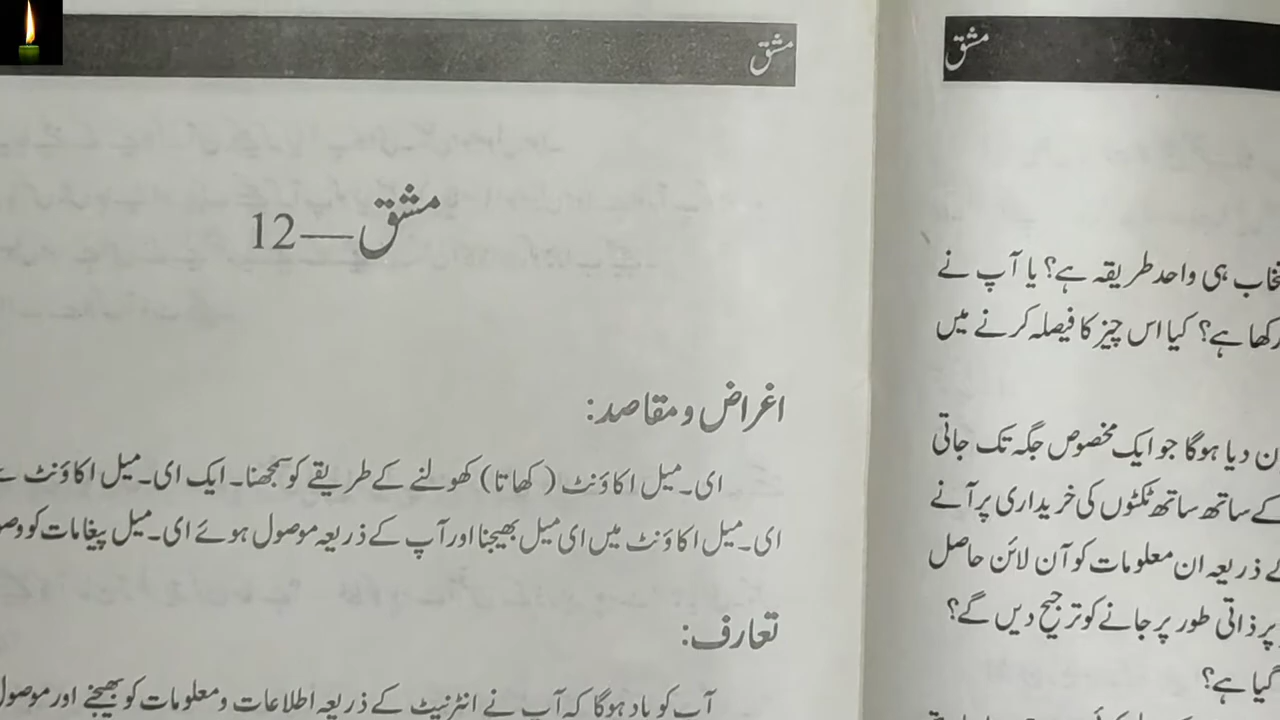 مشق
مشق—12
اغراض و مقاصد:
ای۔میل اکاؤنٹ (کھاتا) کھولنے کے طریقے کو سمجھنا۔ ایک ای۔میل اکاؤنٹ سے
ای۔میل اکاؤنٹ میں ای میل بھیجنا اور آپ کے ذریعہ موصول ہوئے ای۔میل پیغامات کو
تعارف:
آپ کو یاد ہوگا کہ آپ نے انٹرنیٹ کے ذریعہ اطلاعات و معلومات کو بھیجنے اور موصول
مشق
ہی واحد طریقہ ہے؟ یا آپ نے
رکھا ہے؟ کیا اس چیز کا فیصلہ کرنے میں
دیا ہوگا جو ایک مخصوص جگہ تک جاتی
کے ساتھ ساتھ ٹکٹوں کی خریداری پر آنے
ذریعہ ان معلومات کو آن لائن حاصل
پر ذاتی طور پر جانے کو ترجیح دیں گے؟
گیا ہے؟